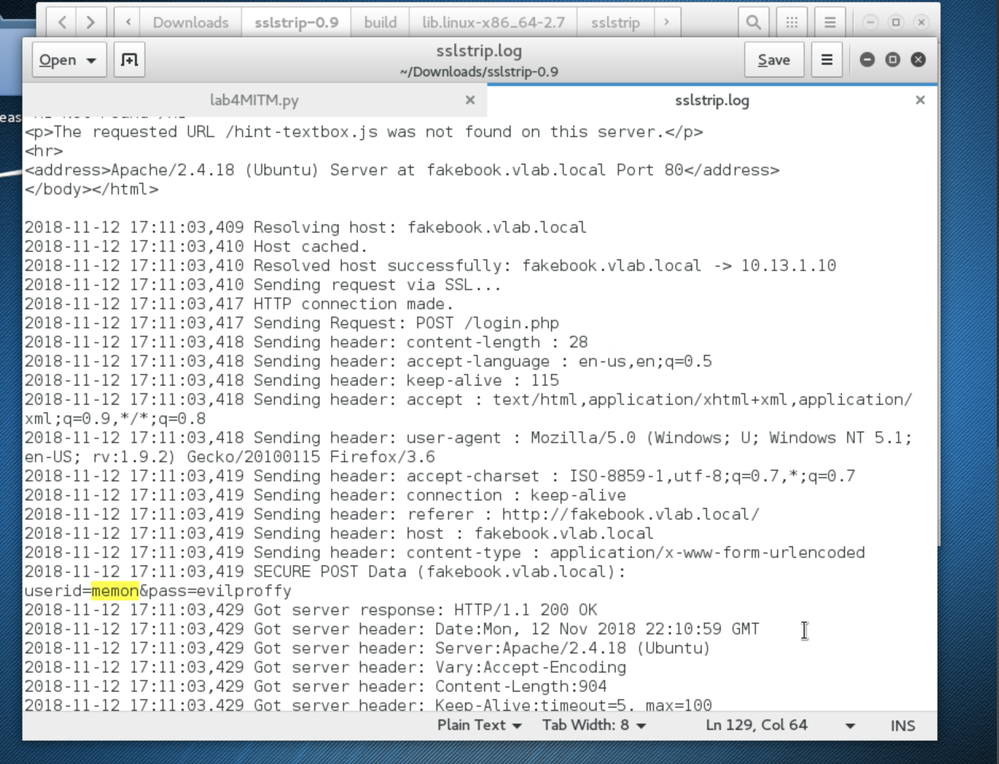 Downloads sslstrip-0.9 build lib.linux-x86_64-2.7 sslstrip
Open sslstrip.log Save
~/Downloads/sslstrip-0.9
lab4MITM.py sslstrip.log
eas
<p>The requested URL /hint-textbox.js was not found on this server.</p>
<hr>
<address>Apache/2.4.18 (Ubuntu) Server at fakebook.vlab.local Port 80</address>
</body></html>
2018-11-12 17:11:03,409 Resolving host: fakebook.vlab.local
2018-11-12 17:11:03,410 Host cached.
2018-11-12 17:11:03,410 Resolved host successfully: fakebook.vlab.local -> 10.13.1.10
2018-11-12 17:11:03,410 Sending request via SSL...
2018-11-12 17:11:03,417 HTTP connection made.
2018-11-12 17:11:03,417 Sending Request: POST /login.php
2018-11-12 17:11:03,418 Sending header: content-length : 28
2018-11-12 17:11:03,418 Sending header: accept-language : en-us,en;q=0.5
2018-11-12 17:11:03,418 Sending header: keep-alive : 115
2018-11-12 17:11:03,418 Sending header: accept : text/html,application/xhtml+xml,application/
xml;q=0.9,*/*;q=0.8
2018-11-12 17:11:03,418 Sending header: user-agent : Mozilla/5.0 (Windows; U; Windows NT 5.1;
en-US; rv:1.9.2) Gecko/20100115 Firefox/3.6
2018-11-12 17:11:03,419 Sending header: accept-charset : ISO-8859-1,utf-8;q=0.7,*;q=0.7
2018-11-12 17:11:03,419 Sending header: connection : keep-alive
2018-11-12 17:11:03,419 Sending header: referer : http://fakebook.vlab.local/
2018-11-12 17:11:03,419 Sending header: host : fakebook.vlab.local
2018-11-12 17:11:03,419 Sending header: content-type : application/x-www-form-urlencoded
2018-11-12 17:11:03,419 SECURE POST Data (fakebook.vlab.local):
userid=memon&pass=evilproffy
2018-11-12 17:11:03,429 Got server response: HTTP/1.1 200 OK
2018-11-12 17:11:03,429 Got server header: Date:Mon, 12 Nov 2018 22:10:59 GMT
2018-11-12 17:11:03,429 Got server header: Server:Apache/2.4.18 (Ubuntu)
2018-11-12 17:11:03,429 Got server header: Vary:Accept-Encoding
2018-11-12 17:11:03,429 Got server header: Content-Length:904
2018-11-12 17:11:03,429 Got server header: Keep-Alive:timeout=5, max=100
Plain Text Tab Width: 8 Ln 129, Col 64 INS